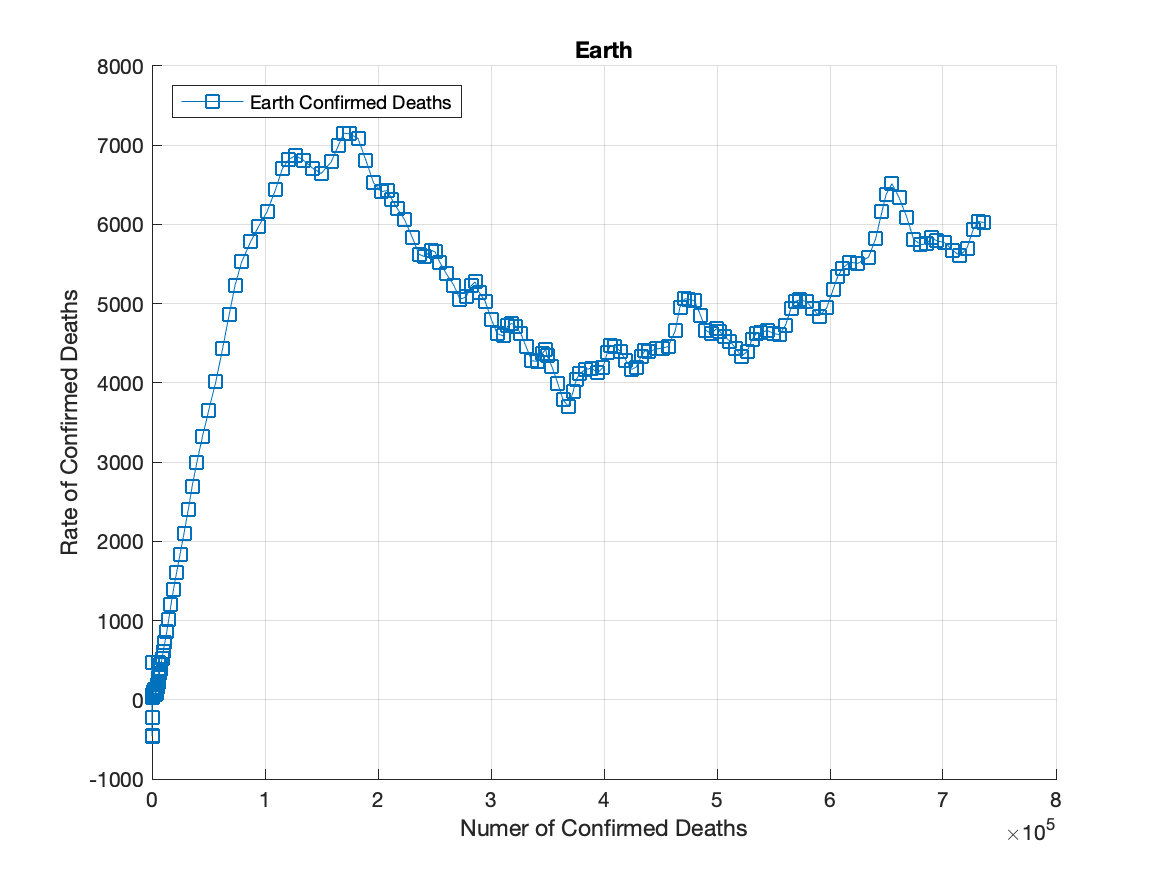 Earth
Earth Confirmed Deaths
8000
7000
6000
5000
4000
3000
2000
1000
0
-1000
Rate of Confirmed Deaths
0 1 2 3 4 5 6 7 8
Numer of Confirmed Deaths
×10^5